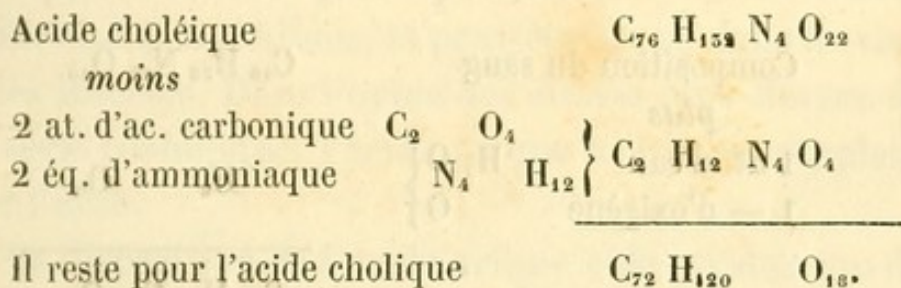 Acide choléique C₇₆ H₁₃₂ N₄ O₂₂
moins
2 at. d'ac. carbonique C₂ O₄
2 éq. d'ammoniaque N₄ H₁₂ } C₂ H₁₂ N₄ O₄
Il reste pour l'acide cholique C₇₂ H₁₂₀ O₁₈.